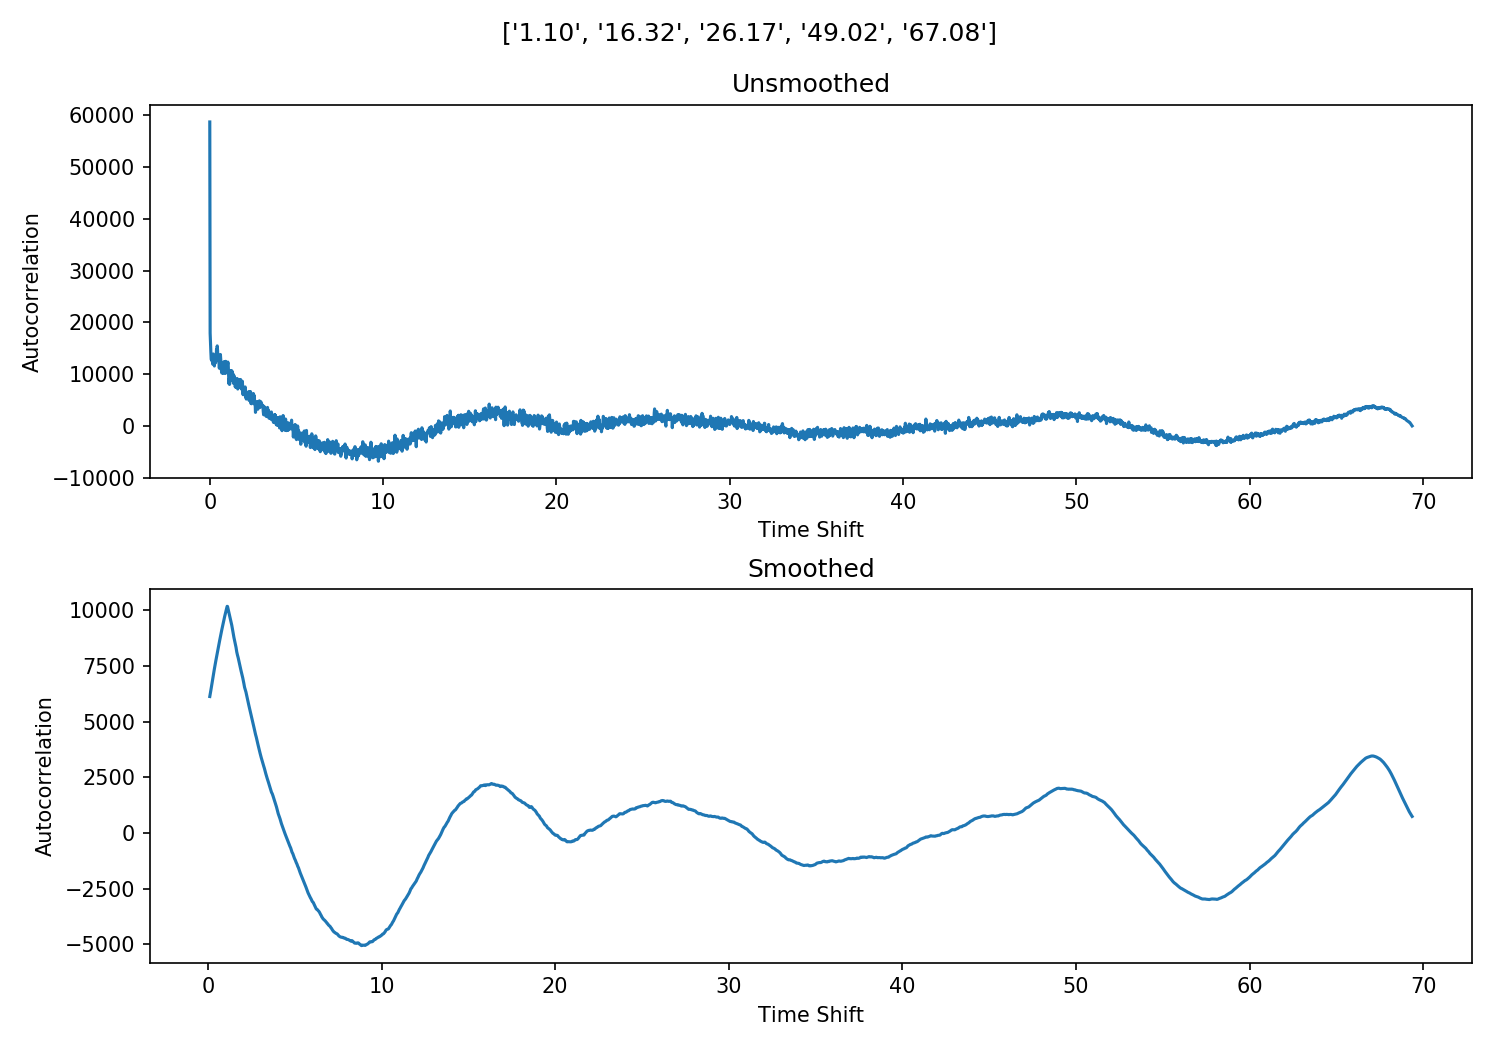 ['1.10', '16.32', '26.17', '49.02', '67.08']
Unsmoothed
Autocorrelation
60000
50000
40000
30000
20000
10000
0
−10000
0 10 20 30 40 50 60 70
Time Shift
Smoothed
Autocorrelation
10000
7500
5000
2500
0
−2500
−5000
0 10 20 30 40 50 60 70
Time Shift